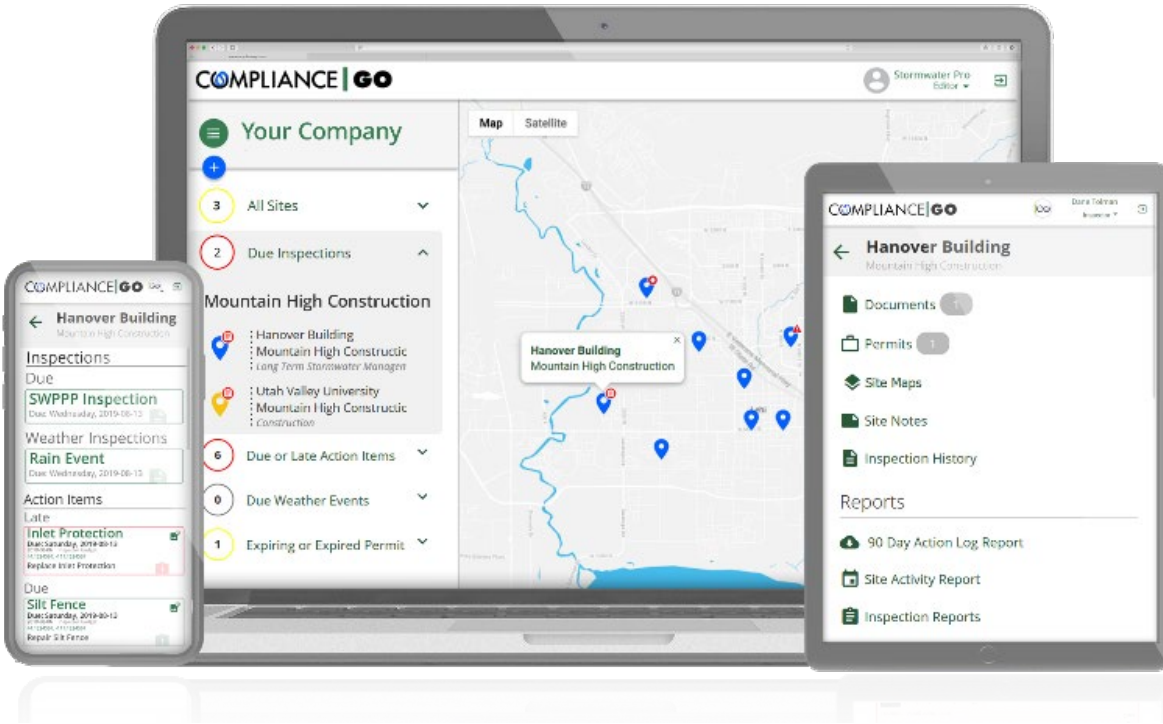 COMPLIANCE GO
Stormwater Pro
Editor
Your Company
3 All Sites
2 Due Inspections
Mountain High Construction
Hanover Building
Mountain High Constructic
Long Term Stormwater Managen
Utah Valley University
Mountain High Constructic
Construction
6 Due or Late Action Items
0 Due Weather Events
1 Expiring or Expired Permit
Map Satellite
Hanover Building
Mountain High Construction
COMPLIANCE GO
Hanover Building
Mountain High Construction
Inspections
Due
SWPPP Inspection
Due: Wednesday, 2019-08-13
Weather Inspections
Rain Event
Due: Wednesday, 2019-08-13
Action Items
Late
Inlet Protection
Due: Saturday, 2019-08-13
Replace Inlet Protection
Due
Silt Fence
Due: Saturday, 2019-08-13
Repair Silt Fence
COMPLIANCE GO
Dane Tolman
Inspector
Hanover Building
Mountain High Construction
Documents
Permits 1
Site Maps
Site Notes
Inspection History
Reports
90 Day Action Log Report
Site Activity Report
Inspection Reports